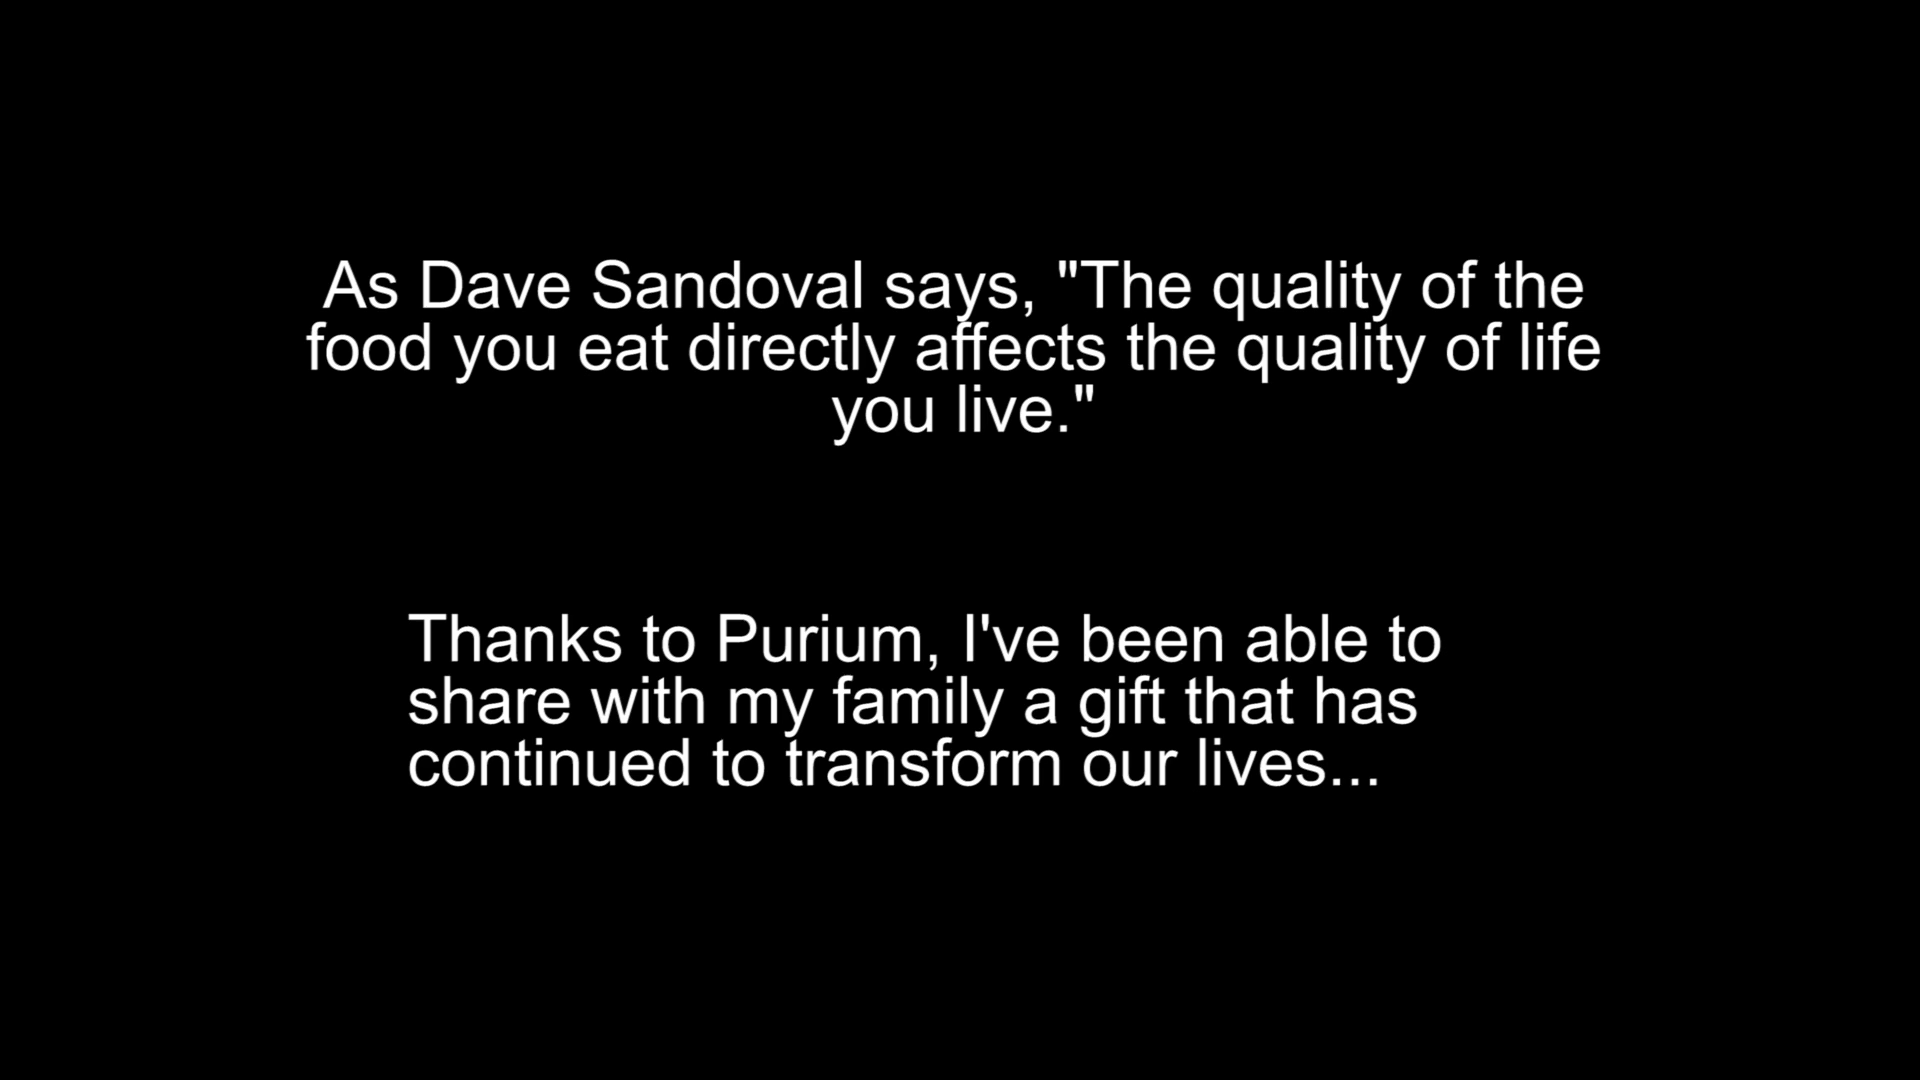 As Dave Sandoval says, "The quality of the
food you eat directly affects the quality of life
you live."
Thanks to Purium, I've been able to
share with my family a gift that has
continued to transform our lives...